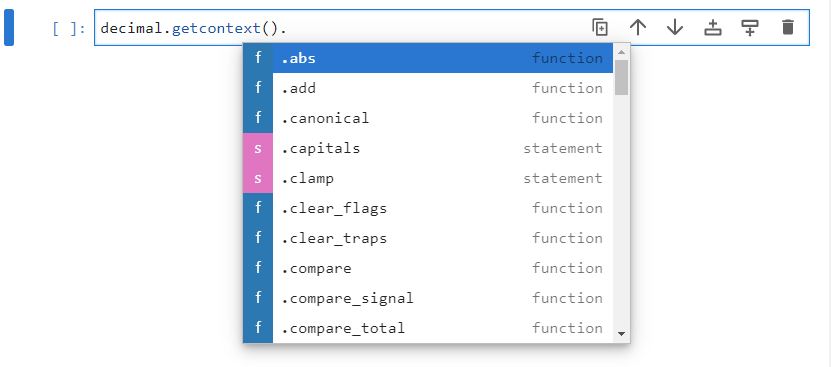 [ ]: decimal.getcontext().
f .abs function
f .add function
f .canonical function
s .capitals statement
s .clamp statement
f .clear_flags function
f .clear_traps function
f .compare function
f .compare_signal function
f .compare_total function